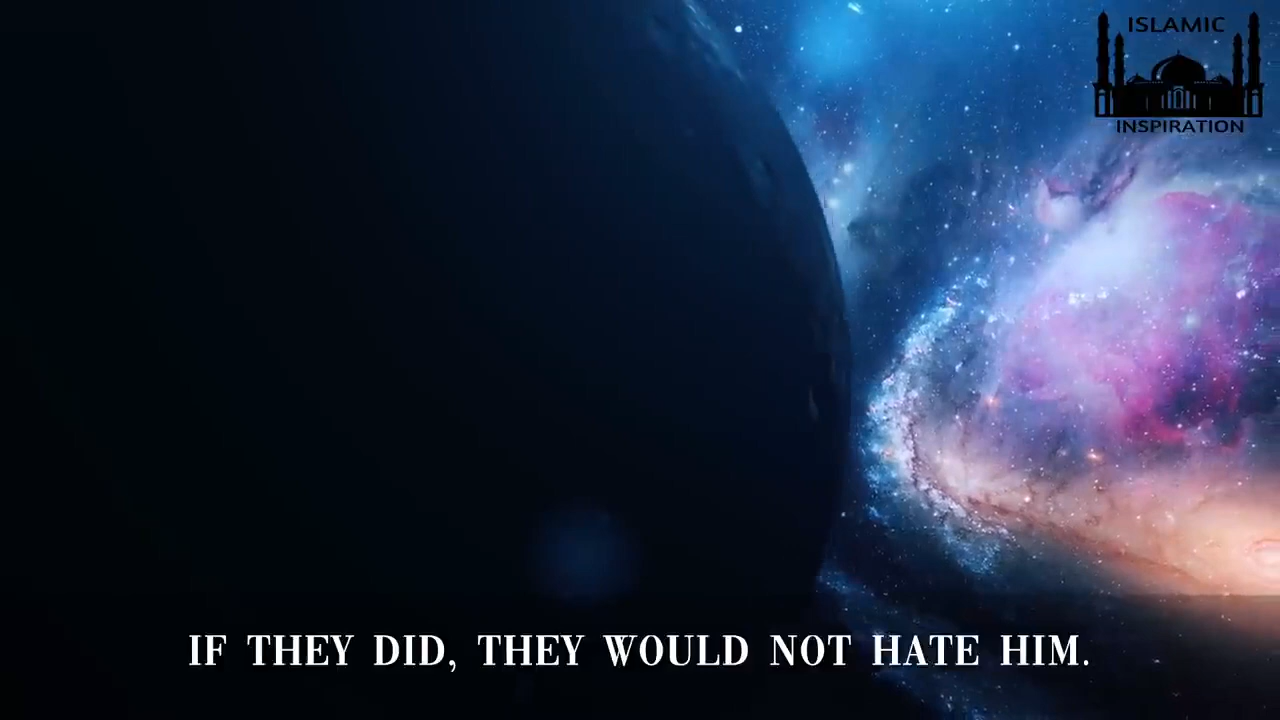 ISLAMIC
INSPIRATION
IF THEY DID, THEY WOULD NOT HATE HIM.